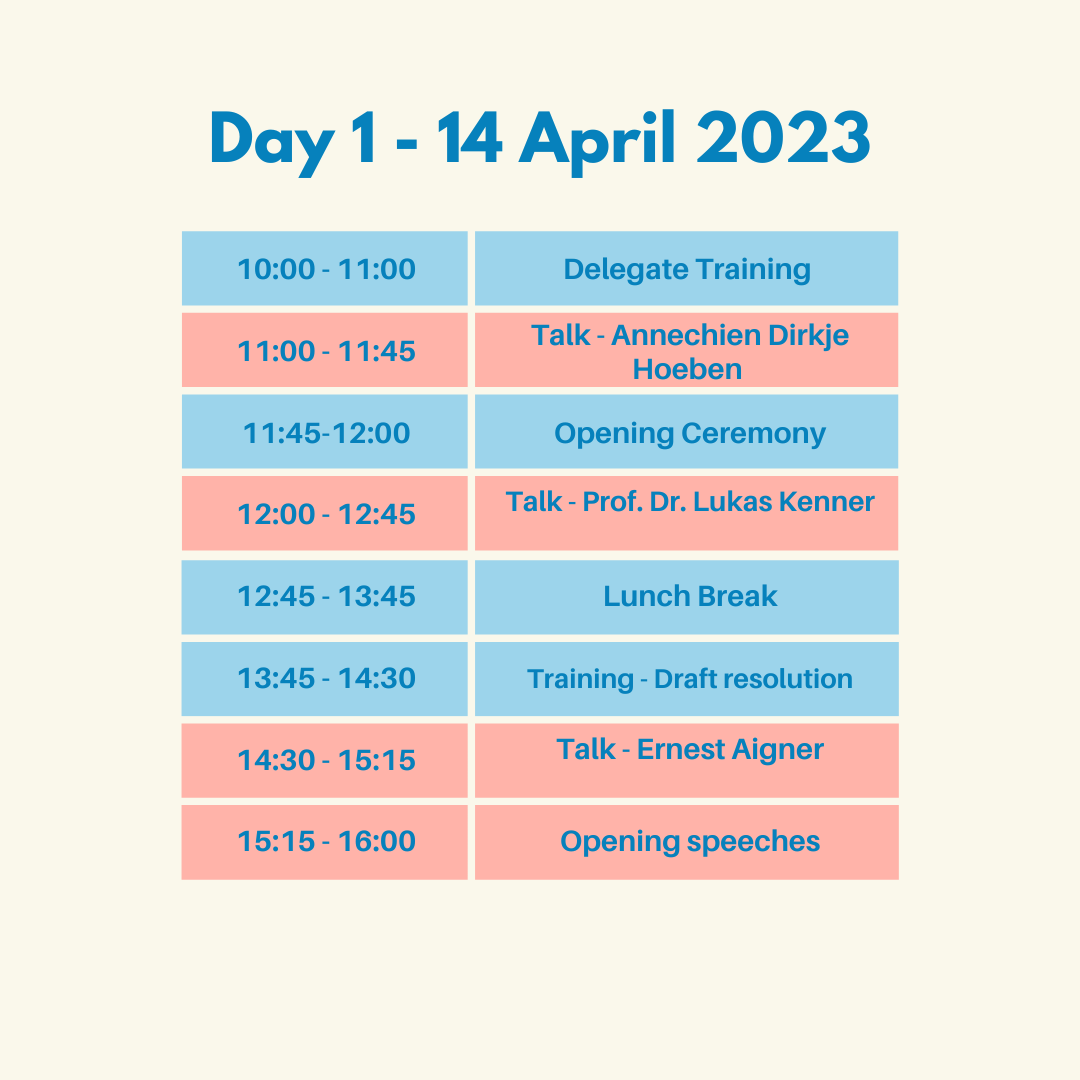 Day 1 - 14 April 2023
10:00 - 11:00 Delegate Training
11:00 - 11:45 Talk - Annechien Dirkje
Hoeben
11:45-12:00 Opening Ceremony
12:00 - 12:45 Talk - Prof. Dr. Lukas Kenner
12:45 - 13:45 Lunch Break
13:45 - 14:30 Training - Draft resolution
14:30 - 15:15 Talk - Ernest Aigner
15:15 - 16:00 Opening speeches